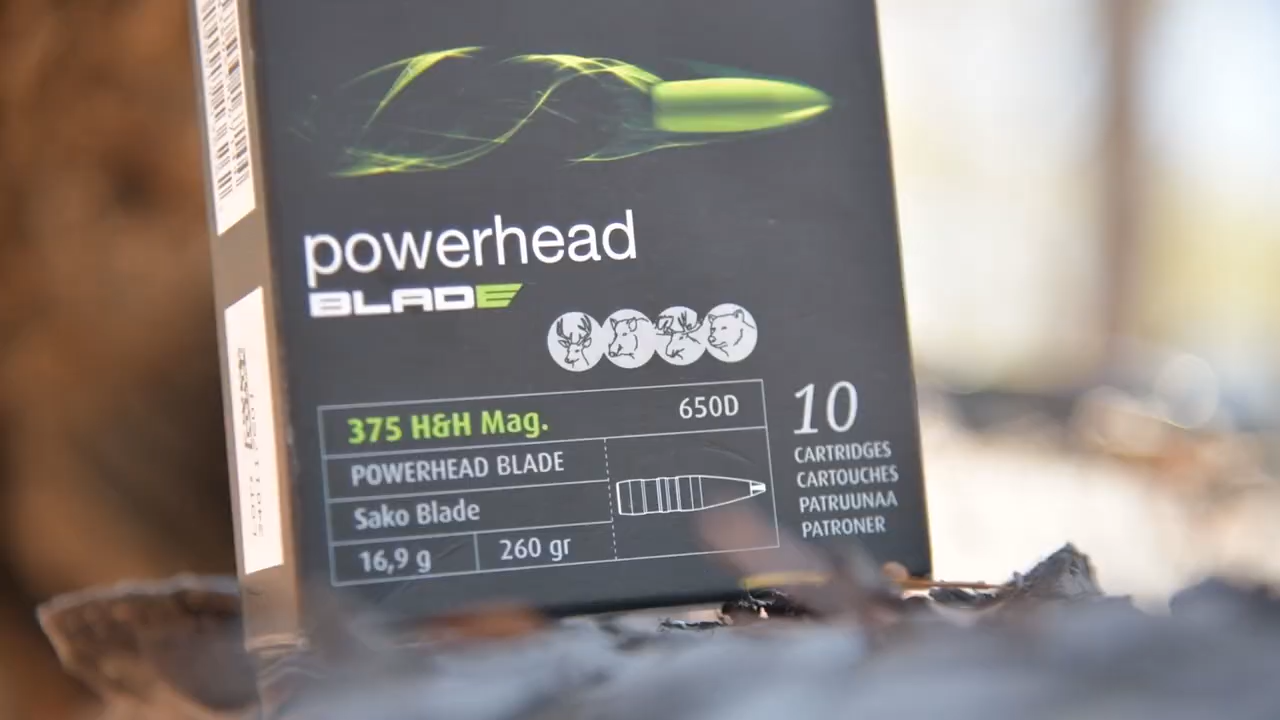 powerhead
BLADE
375 H&H Mag. 650D
POWERHEAD BLADE
Sako Blade
16,9 g 260 gr
10
CARTRIDGES
CARTOUCHES
PATRUUNAA
PATRONER